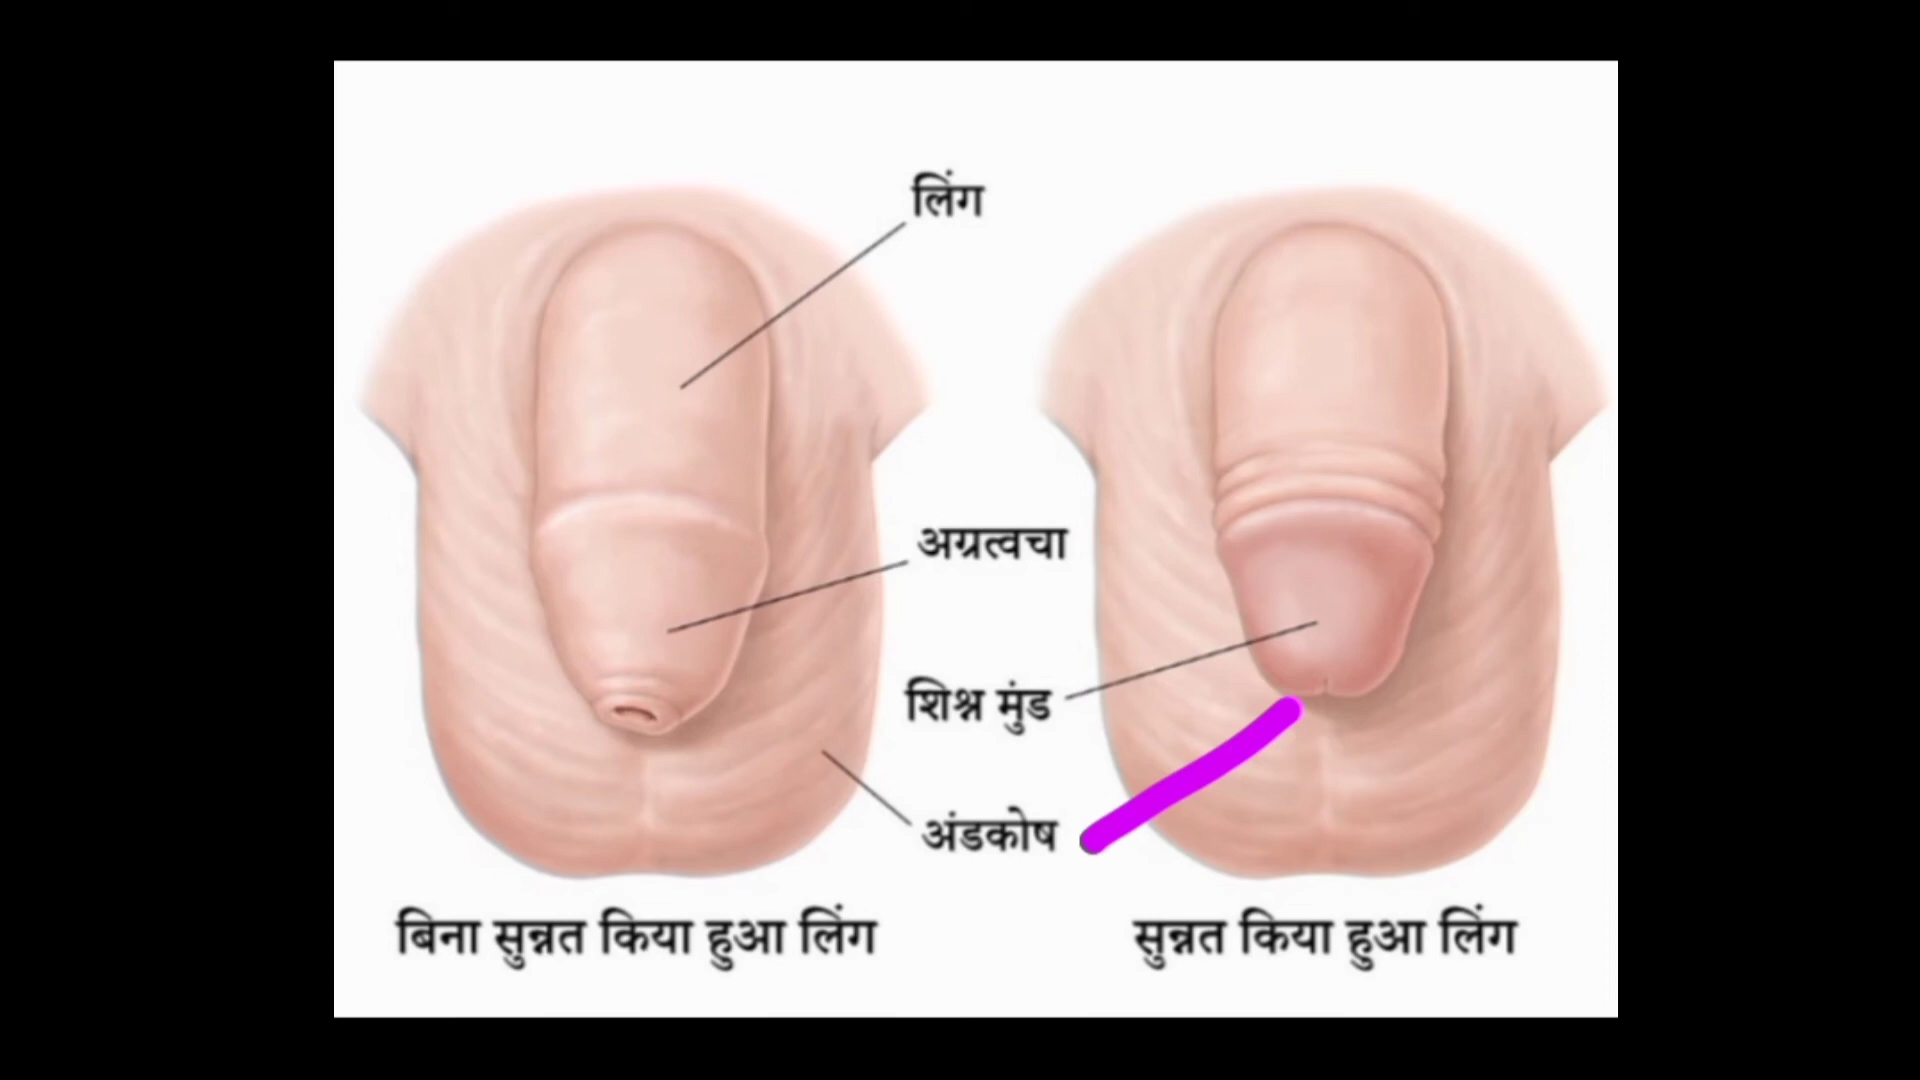 लिंग
अग्रत्वचा
शिश्न मुंड
अंडकोष
बिना सुन्नत किया हुआ लिंग
सुन्नत किया हुआ लिंग